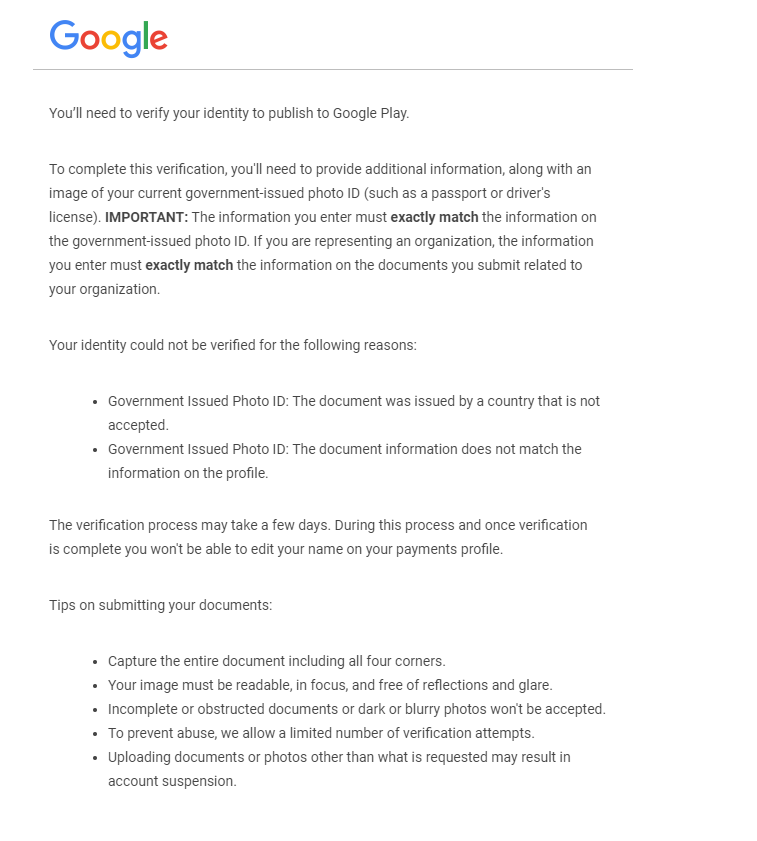 Google
You’ll need to verify your identity to publish to Google Play.
To complete this verification, you'll need to provide additional information, along with an
image of your current government-issued photo ID (such as a passport or driver's
license). IMPORTANT: The information you enter must exactly match the information on
the government-issued photo ID. If you are representing an organization, the information
you enter must exactly match the information on the documents you submit related to
your organization.
Your identity could not be verified for the following reasons:
• Government Issued Photo ID: The document was issued by a country that is not
accepted.
• Government Issued Photo ID: The document information does not match the
information on the profile.
The verification process may take a few days. During this process and once verification
is complete you won't be able to edit your name on your payments profile.
Tips on submitting your documents:
• Capture the entire document including all four corners.
• Your image must be readable, in focus, and free of reflections and glare.
• Incomplete or obstructed documents or dark or blurry photos won't be accepted.
• To prevent abuse, we allow a limited number of verification attempts.
• Uploading documents or photos other than what is requested may result in
account suspension.